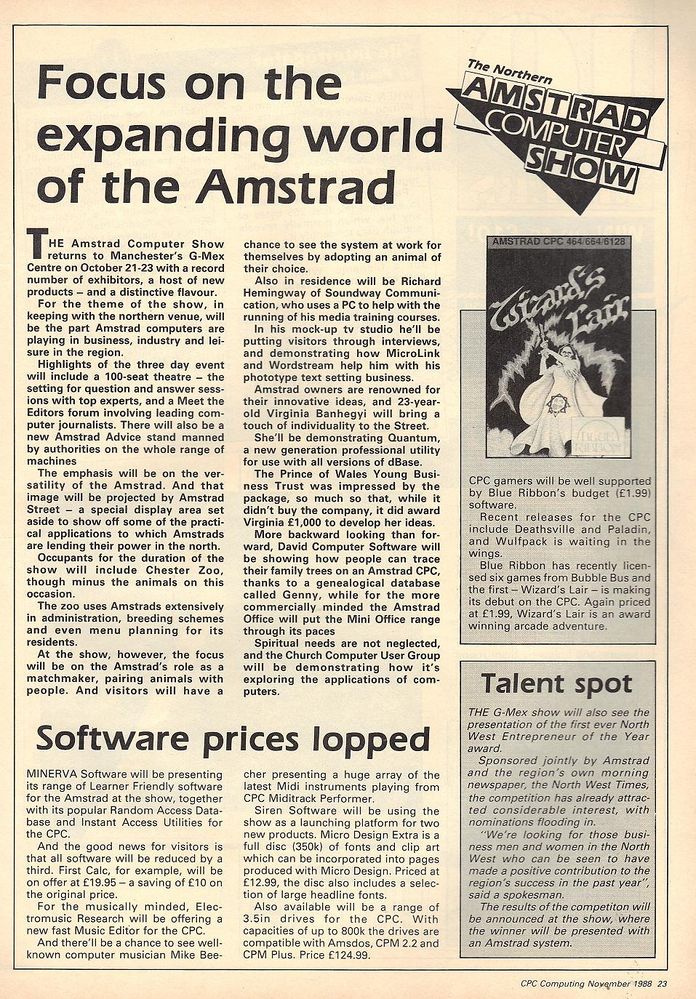 Focus on the
expanding world
of the Amstrad
The Northern
AMSTRAD
COMPUTER
SHOW
THE Amstrad Computer Show
returns to Manchester's G-Mex
Centre on October 21-23 with a record
number of exhibitors, a host of new
products – and a distinctive flavour.
For the theme of the show, in
keeping with the northern venue, will
be the part Amstrad computers are
playing in business, industry and lei-
sure in the region.
Highlights of the three day event
will include a 100-seat theatre – the
setting for question and answer sess-
ions with top experts, and a Meet the
Editors forum involving leading com-
puter journalists. There will also be a
new Amstrad Advice stand manned
by authorities on the whole range of
machines
The emphasis will be on the ver-
satility of the Amstrad. And that
image will be projected by Amstrad
Street – a special display area set
aside to show off some of the practi-
cal applications to which Amstrads
are lending their power in the north.
Occupants for the duration of the
show will include Chester Zoo,
though minus the animals on this
occasion.
The zoo uses Amstrads extensively
in administration, breeding schemes
and even menu planning for its
residents.
At the show, however, the focus
will be on the Amstrad's role as a
matchmaker, pairing animals with
people. And visitors will have a
chance to see the system at work for
themselves by adopting an animal of
their choice.
Also in residence will be Richard
Hemingway of Soundway Communi-
cation, who uses a PC to help with the
running of his media training courses.
In his mock-up tv studio he'll be
putting visitors through interviews,
and demonstrating how MicroLink
and Wordstream help him with his
phototype text setting business.
Amstrad owners are renowned for
their innovative ideas, and 23-year-
old Virginia Banhegyi will bring a
touch of individuality to the Street.
She'll be demonstrating Quantum,
a new generation professional utility
for use with all versions of dBase.
The Prince of Wales Young Busi-
ness Trust was impressed by the
package, so much so that, while it
didn't buy the company, it did award
Virginia £1,000 to develop her ideas.
More backward looking than for-
ward, David Computer Software will
be showing how people can trace
their family trees on an Amstrad CPC,
thanks to a genealogical database
called Genny, while for the more
commercially minded the Amstrad
Office will put the Mini Office range
through its paces
Spiritual needs are not neglected,
and the Church Computer User Group
will be demonstrating how it's
exploring the applications of com-
puters.
AMSTRAD CPC 464/664/6128
Wizard's
Lair
BLUE
RIBBON
CPC gamers will be well supported
by Blue Ribbon's budget (£1.99)
software.
Recent releases for the CPC
include Deathsville and Paladin,
and Wulfpack is waiting in the
wings.
Blue Ribbon has recently licen-
sed six games from Bubble Bus and
the first – Wizard's Lair – is making
its debut on the CPC. Again priced
at £1.99, Wizard's Lair is an award
winning arcade adventure.
Software prices lopped
MINERVA Software will be presenting
its range of Learner Friendly software
for the Amstrad at the show, together
with its popular Random Access Data-
base and Instant Access Utilities for
the CPC.
And the good news for visitors is
that all software will be reduced by a
third. First Calc, for example, will be
on offer at £19.95 – a saving of £10 on
the original price.
For the musically minded, Elec-
tromusic Research will be offering a
new fast Music Editor for the CPC.
And there'll be a chance to see well-
known computer musician Mike Bee-
cher presenting a huge array of the
latest Midi instruments playing from
CPC Miditrack Performer.
Siren Software will be using the
show as a launching platform for two
new products. Micro Design Extra is a
full disc (350k) of fonts and clip art
which can be incorporated into pages
produced with Micro Design. Priced at
£12.99, the disc also includes a selec-
tion of large headline fonts.
Also available will be a range of
3.5in drives for the CPC. With
capacities of up to 800k the drives are
compatible with Amsdos, CPM 2.2 and
CPM Plus. Price £124.99.
Talent spot
THE G-Mex show will also see the
presentation of the first ever North
West Entrepreneur of the Year
award.
Sponsored jointly by Amstrad
and the region's own morning
newspaper, the North West Times,
the competition has already attrac-
ted considerable interest, with
nominations flooding in.
"We're looking for those busi-
ness men and women in the North
West who can be seen to have
made a positive contribution to the
region's success in the past year",
said a spokesman.
The results of the competiton will
be announced at the show, where
the winner will be presented with
an Amstrad system.
CPC Computing November 1988 23